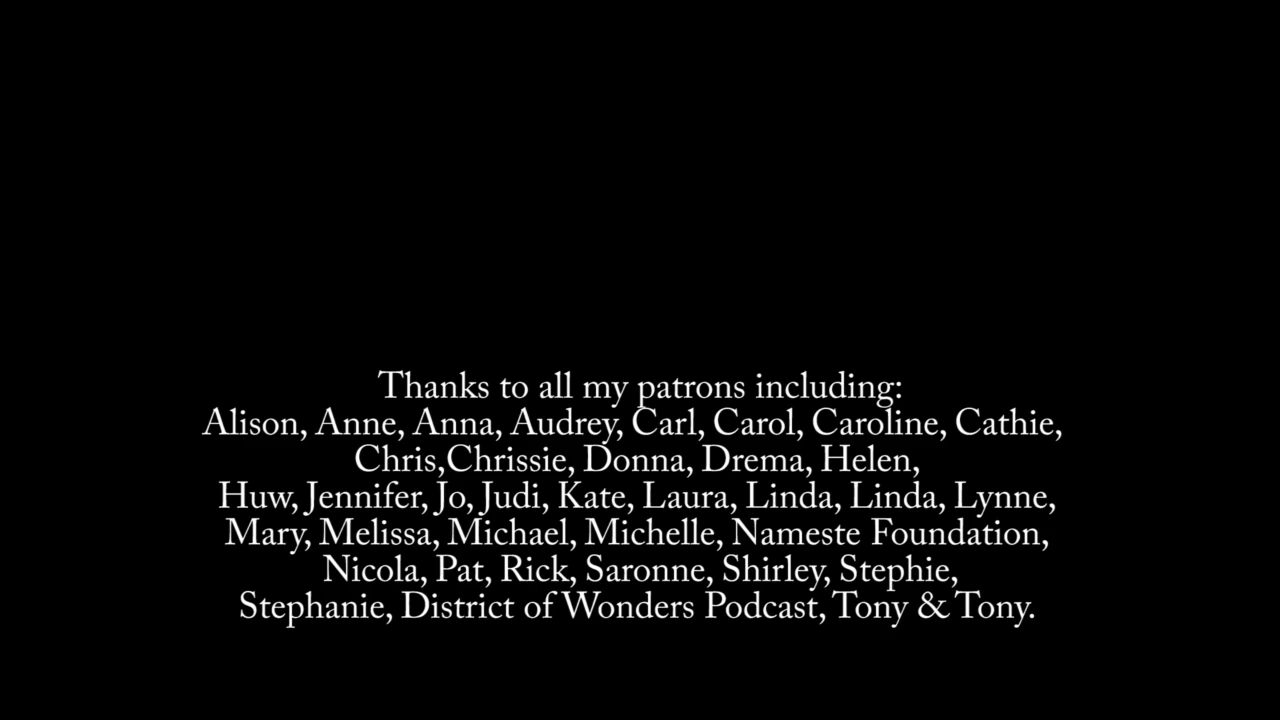 Thanks to all my patrons including:
Alison, Anne, Anna, Audrey, Carl, Carol, Caroline, Cathie,
Chris,Chrissie, Donna, Drema, Helen,
Huw, Jennifer, Jo, Judi, Kate, Laura, Linda, Linda, Lynne,
Mary, Melissa, Michael, Michelle, Nameste Foundation,
Nicola, Pat, Rick, Saronne, Shirley, Stephie,
Stephanie, District of Wonders Podcast, Tony & Tony.